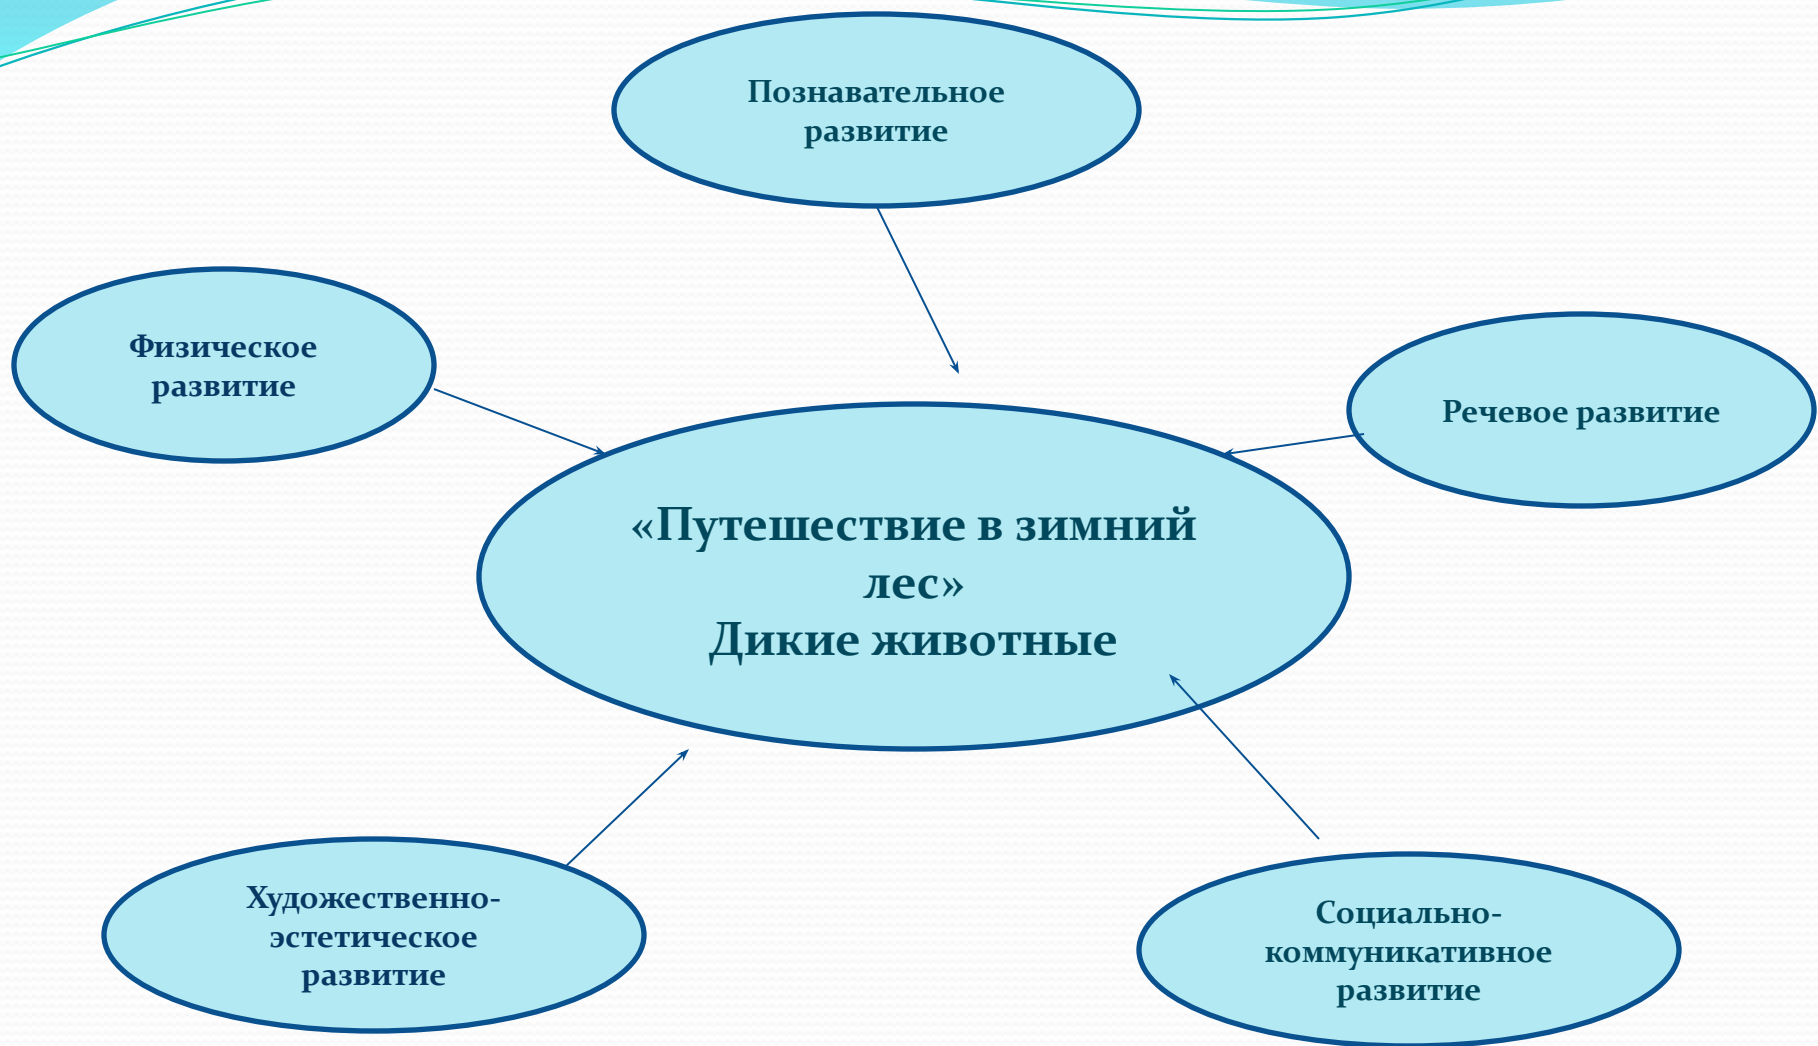 Познавательное
развитие
Физическое
развитие
Речевое развитие
«Путешествие в зимний
лес»
Дикие животные
Художественно-
эстетическое
развитие
Социально-
коммуникативное
развитие